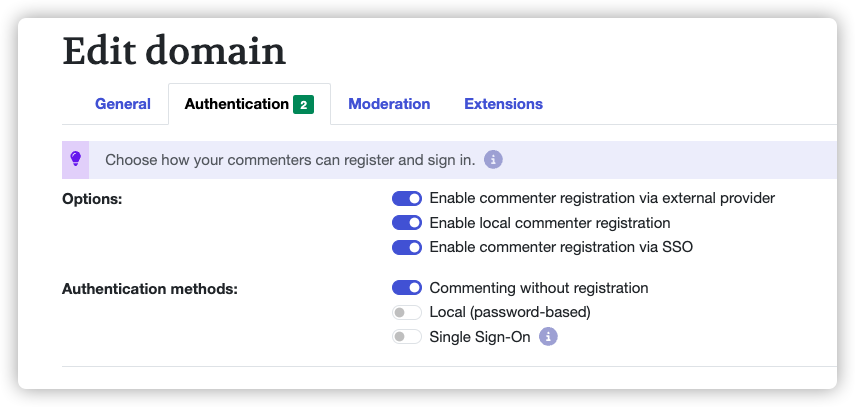 Edit domain
General Authentication 2 Moderation Extensions
Choose how your commenters can register and sign in. i
Options: Enable commenter registration via external provider
Enable local commenter registration
Enable commenter registration via SSO
Authentication methods: Commenting without registration
Local (password-based)
Single Sign-On i